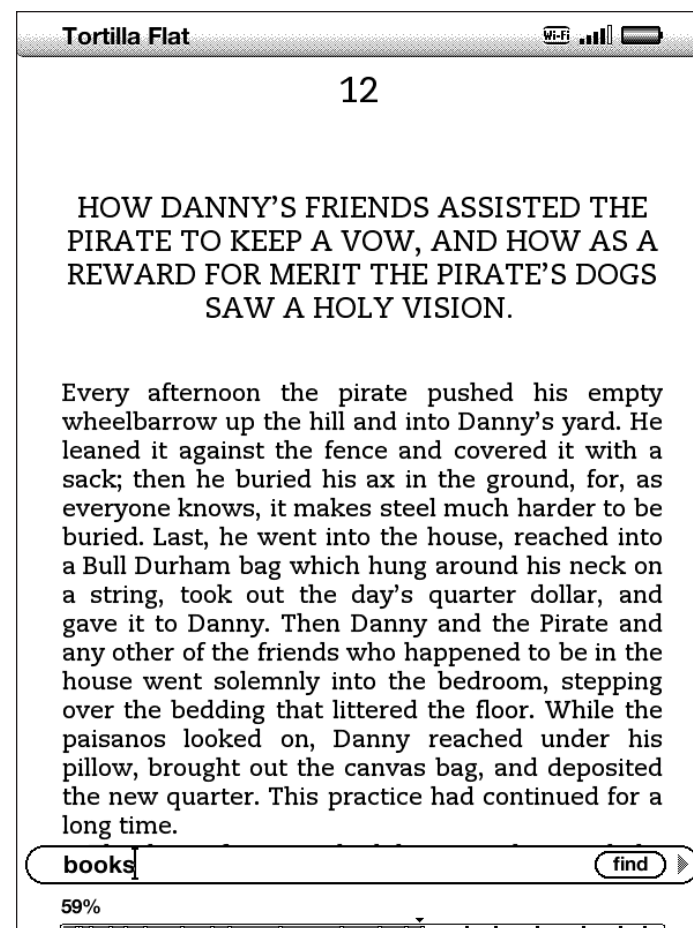 Tortilla Flat
Wi-Fi
12
HOW DANNY’S FRIENDS ASSISTED THE
PIRATE TO KEEP A VOW, AND HOW AS A
REWARD FOR MERIT THE PIRATE’S DOGS
SAW A HOLY VISION.
Every afternoon the pirate pushed his empty
wheelbarrow up the hill and into Danny’s yard. He
leaned it against the fence and covered it with a
sack; then he buried his ax in the ground, for, as
everyone knows, it makes steel much harder to be
buried. Last, he went into the house, reached into
a Bull Durham bag which hung around his neck on
a string, took out the day’s quarter dollar, and
gave it to Danny. Then Danny and the Pirate and
any other of the friends who happened to be in the
house went solemnly into the bedroom, stepping
over the bedding that littered the floor. While the
paisanos looked on, Danny reached under his
pillow, brought out the canvas bag, and deposited
the new quarter. This practice had continued for a
long time.
books find
59%